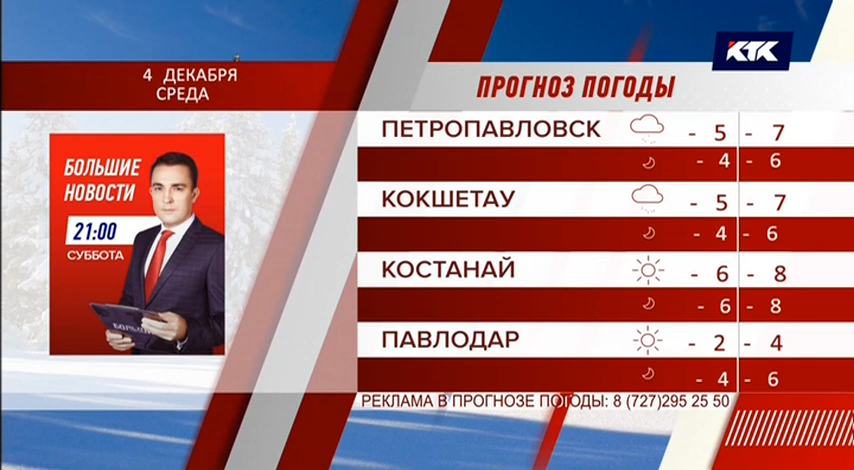 КТК
4 ДЕКАБРЯ
СРЕДА
ПРОГНОЗ ПОГОДЫ
БОЛЬШИЕ
НОВОСТИ
21:00
СУББОТА
БОЛЬШИ
ПЕТРОПАВЛОВСК - 5 - 7
- 4 - 6
КОКШЕТАУ - 5 - 7
- 4 - 6
КОСТАНАЙ - 6 - 8
- 6 - 8
ПАВЛОДАР - 2 - 4
- 4 - 6
РЕКЛАМА В ПРОГНОЗЕ ПОГОДЫ: 8 (727)295 25 50